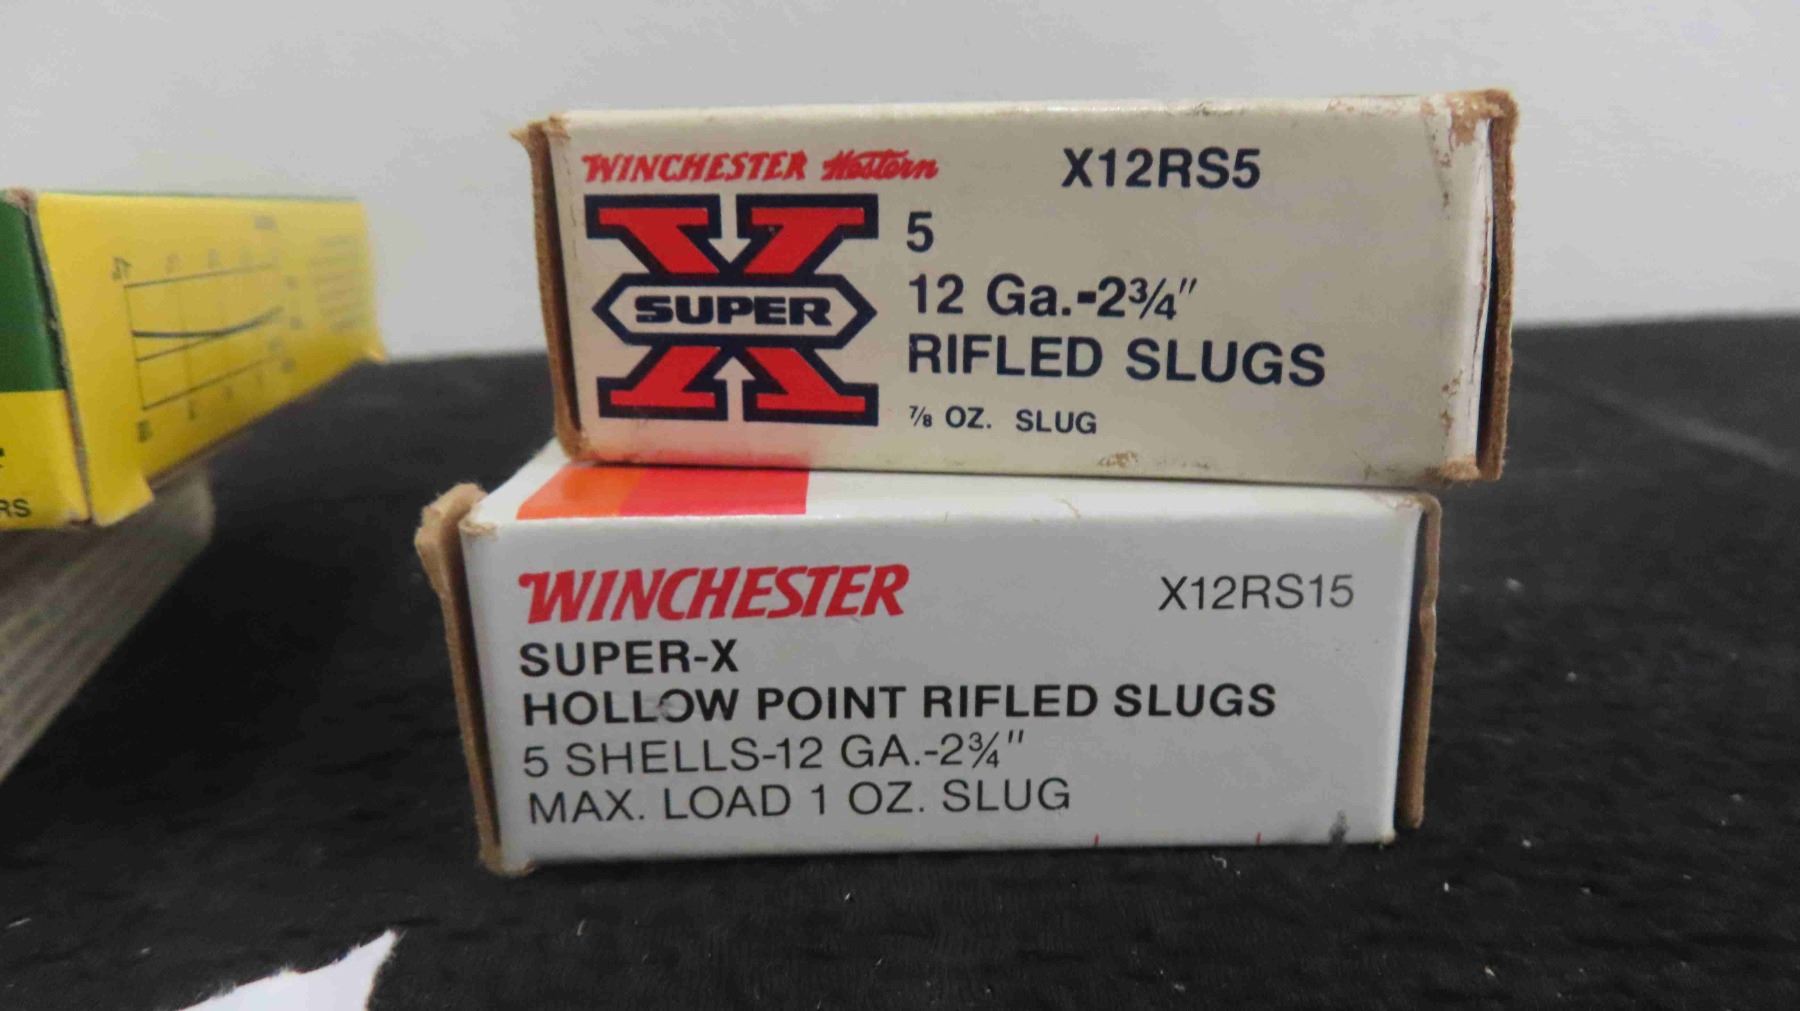 WINCHESTER Western
X12RS5
SUPER
5
12 Ga.-2¾"
RIFLED SLUGS
⅞ OZ. SLUG
WINCHESTER
X12RS15
SUPER-X
HOLLOW POINT RIFLED SLUGS
5 SHELLS-12 GA.-2¾"
MAX. LOAD 1 OZ. SLUG
RS